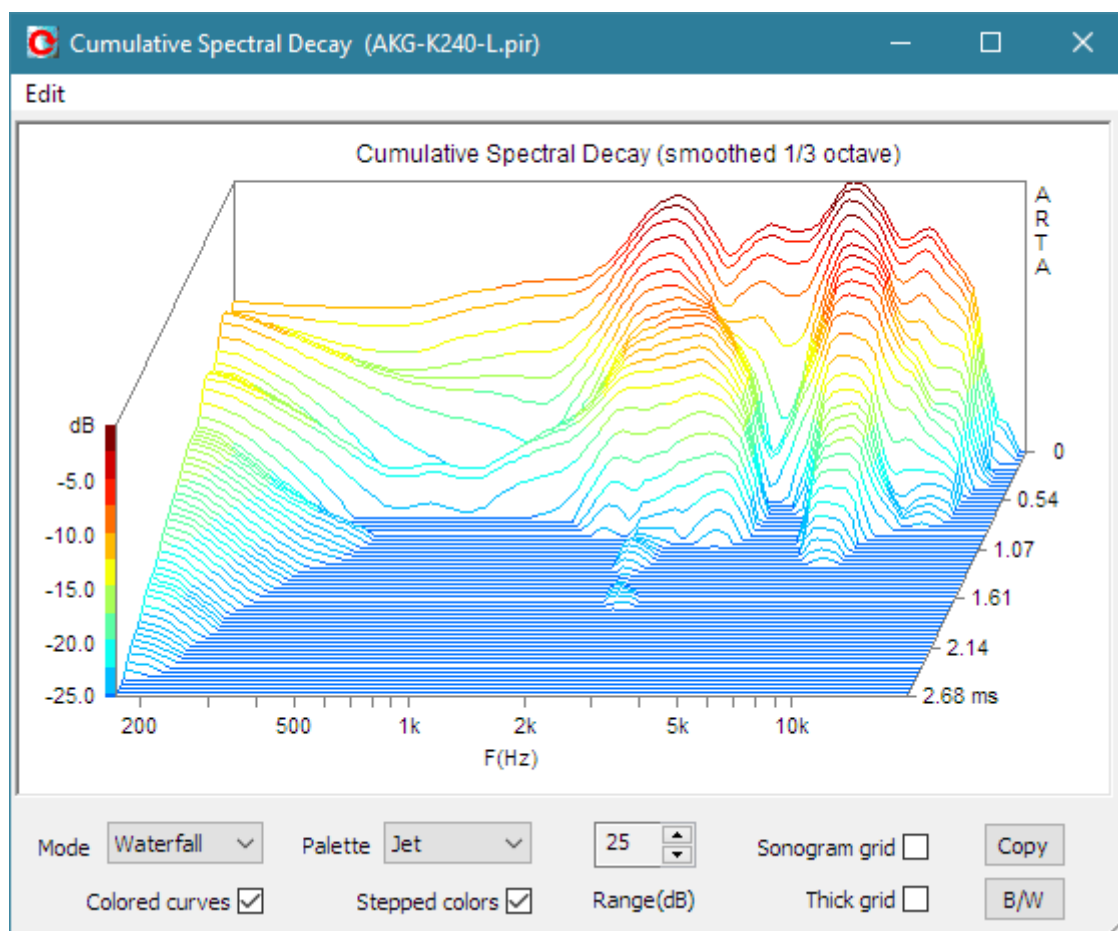 Cumulative Spectral Decay (AKG-K240-L.pir)
Edit
Cumulative Spectral Decay (smoothed 1/3 octave)
A
R
T
A
dB
-5.0
-10.0
-15.0
-20.0
-25.0
0
0.54
1.07
1.61
2.14
2.68 ms
200 500 1k 2k 5k 10k
F(Hz)
Mode Waterfall Palette Jet 25 Sonogram grid Copy
Colored curves Stepped colors Range(dB) Thick grid B/W